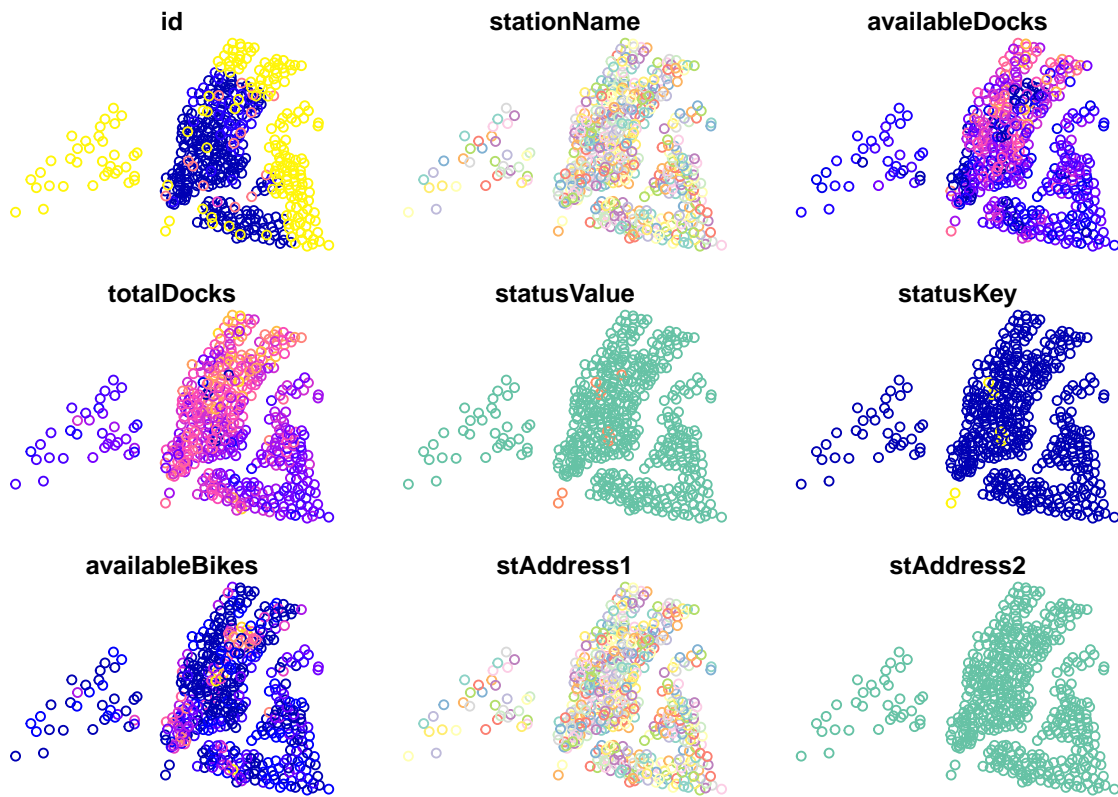 id
stationName
availableDocks
totalDocks
statusValue
statusKey
availableBikes
stAddress1
stAddress2